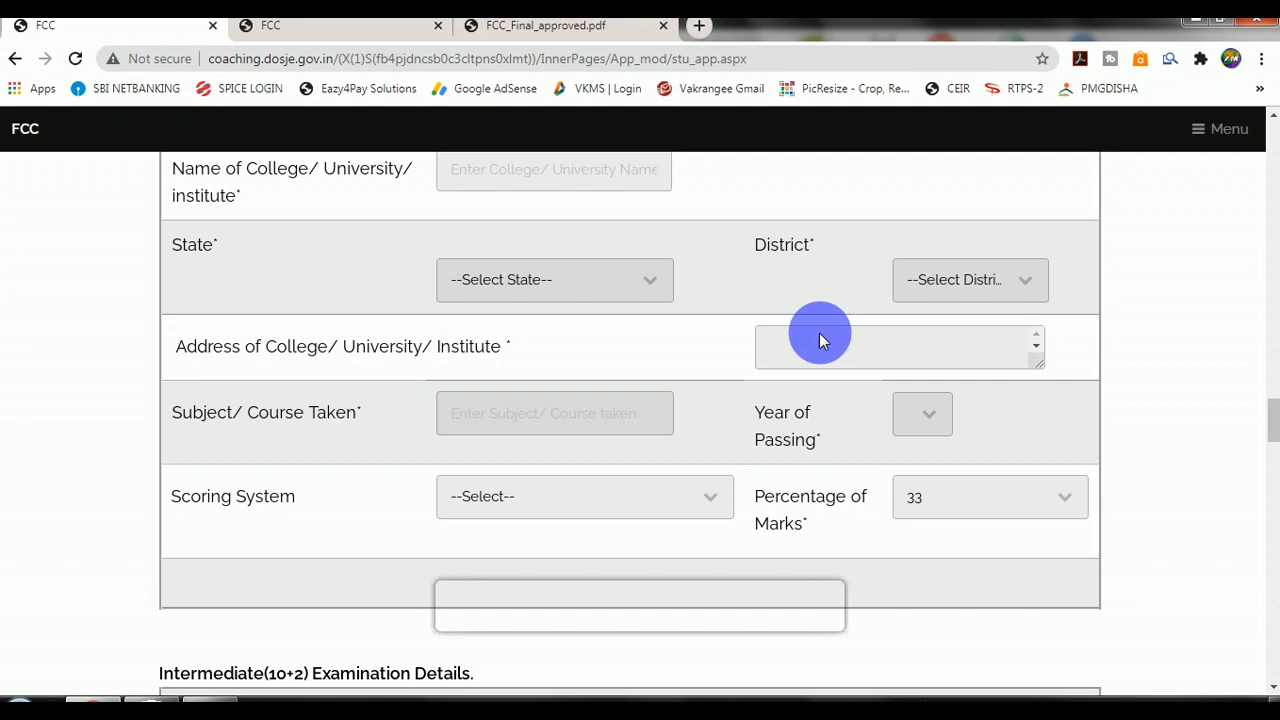 FCC
FCC
FCC_Final_approved.pdf
Not secure
coaching.dosje.gov.in/(X(1)S(fb4pjdncsb0c3cltpns0xlmt))/InnerPages/App_mod/stu_app.aspx
Apps
SBI NETBANKING
SPICE LOGIN
Eazy4Pay Solutions
Google AdSense
VKMS | Login
Vakrangee Gmail
PicResize - Crop, Re...
CEIR
RTPS-2
PMGDISHA
»
FCC
Menu
Name of College/ University/
institute*
Enter College/ University Name
State*
--Select State--
District*
--Select Distri...
Address of College/ University/ Institute *
Subject/ Course Taken*
Enter Subject/ Course taken
Year of
Passing*
Scoring System
--Select--
Percentage of
Marks*
33
Intermediate(10+2) Examination Details.